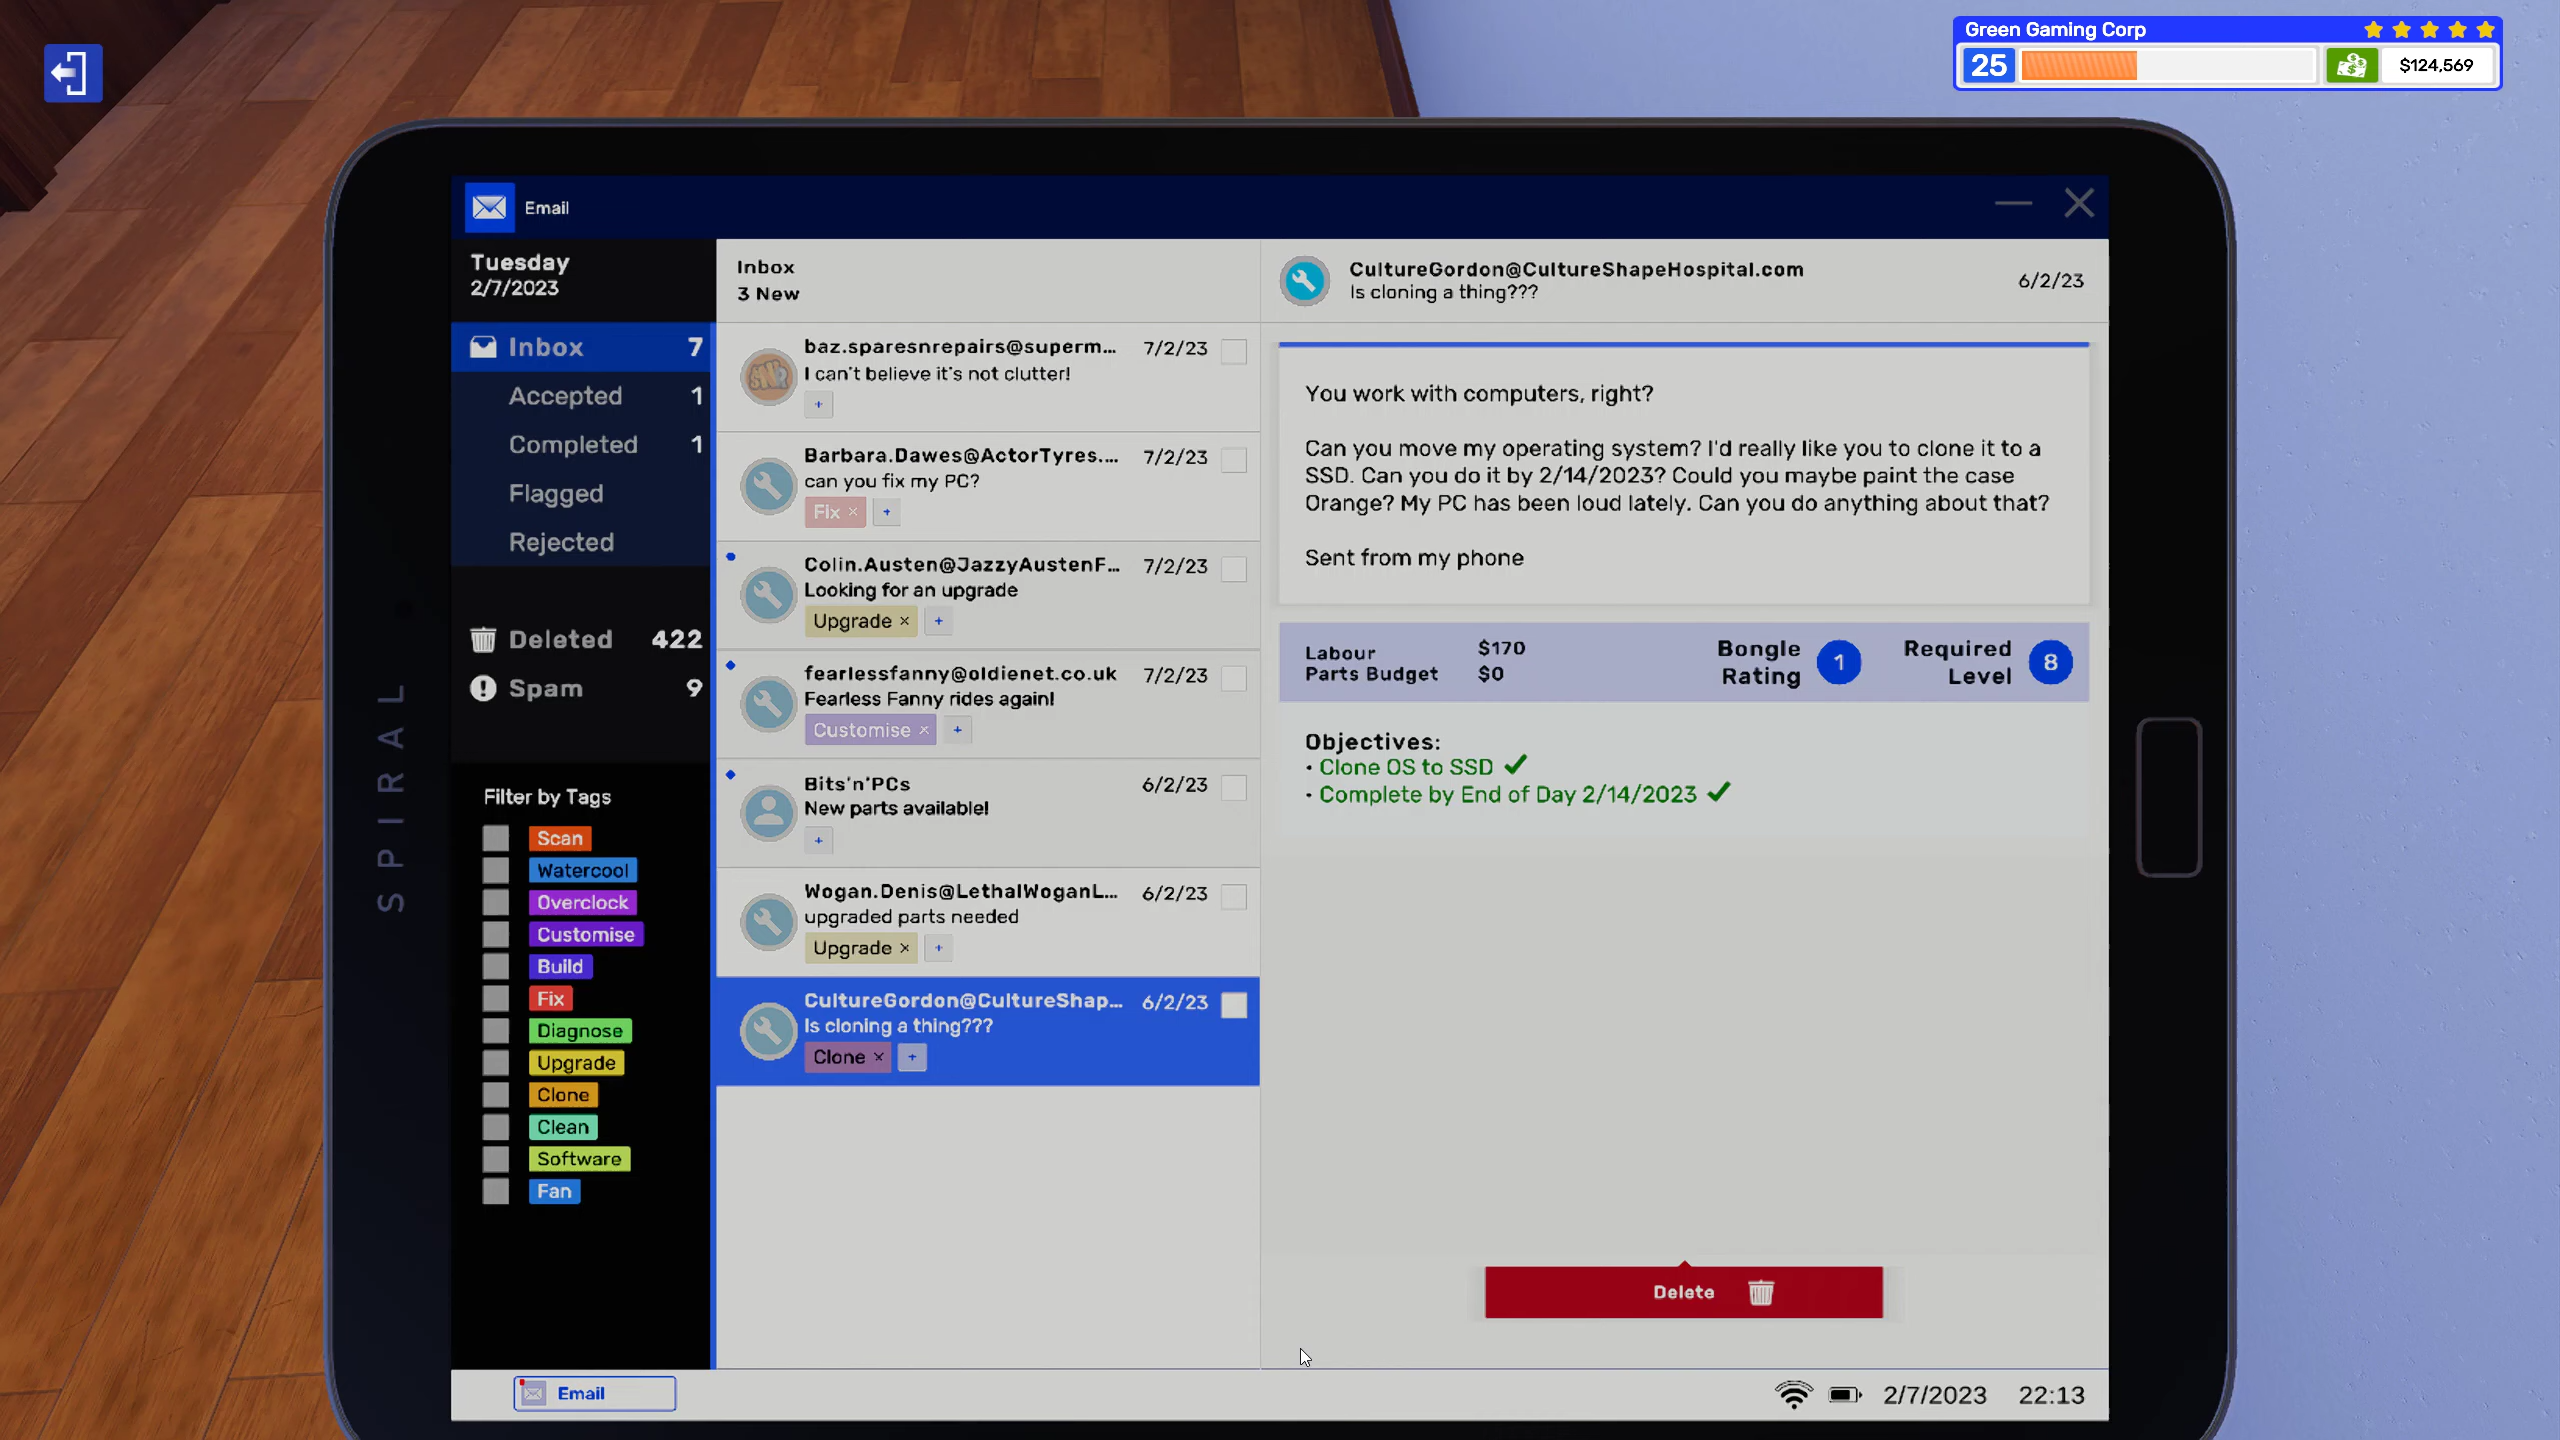 Green Gaming Corp
25
$124,569
Email
Tuesday
2/7/2023
Inbox 7
Accepted 1
Completed 1
Flagged
Rejected
Deleted 422
Spam 9
Filter by Tags
Scan
Watercool
Overclock
Customise
Build
Fix
Diagnose
Upgrade
Clone
Clean
Software
Fan
Inbox
3 New
SNR
baz.sparesnrepairs@superm... 7/2/23
I can't believe it's not clutter!
+
Barbara.Dawes@ActorTyres.... 7/2/23
can you fix my PC?
Fix × +
Colin.Austen@JazzyAustenF... 7/2/23
Looking for an upgrade
Upgrade × +
fearlessfanny@oldienet.co.uk 7/2/23
Fearless Fanny rides again!
Customise × +
Bits'n'PCs 6/2/23
New parts available!
+
Wogan.Denis@LethalWoganL... 6/2/23
upgraded parts needed
Upgrade × +
CultureGordon@CultureShap... 6/2/23
Is cloning a thing???
Clone × +
CultureGordon@CultureShapeHospital.com 6/2/23
Is cloning a thing???
You work with computers, right?
Can you move my operating system? I'd really like you to clone it to a
SSD. Can you do it by 2/14/2023? Could you maybe paint the case
Orange? My PC has been loud lately. Can you do anything about that?
Sent from my phone
Labour $170
Parts Budget $0
Bongle
Rating 1
Required
Level 8
Objectives:
• Clone OS to SSD ✓
• Complete by End of Day 2/14/2023 ✓
Delete
SPIRAL
Email
2/7/2023 22:13